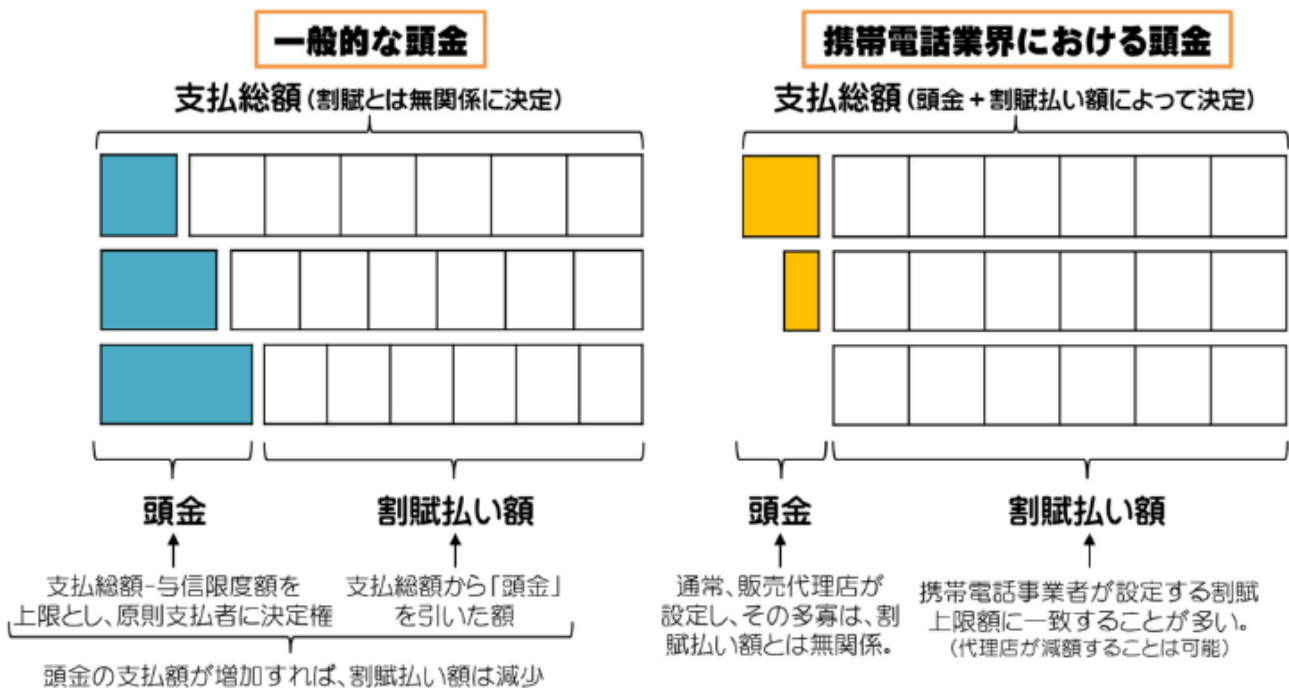 一般的な頭金
支払総額(割賦とは無関係に決定)
頭金
割賦払い額
支払総額-与信限度額を
上限とし、原則支払者に決定権
支払総額から「頭金」
を引いた額
頭金の支払額が増加すれば、割賦払い額は減少
携帯電話業界における頭金
支払総額(頭金+割賦払い額によって決定)
頭金
割賦払い額
通常、販売代理店が
設定し、その多寡は、割
賦払い額とは無関係。
携帯電話事業者が設定する割賦
上限額に一致することが多い。
(代理店が減額することは可能)